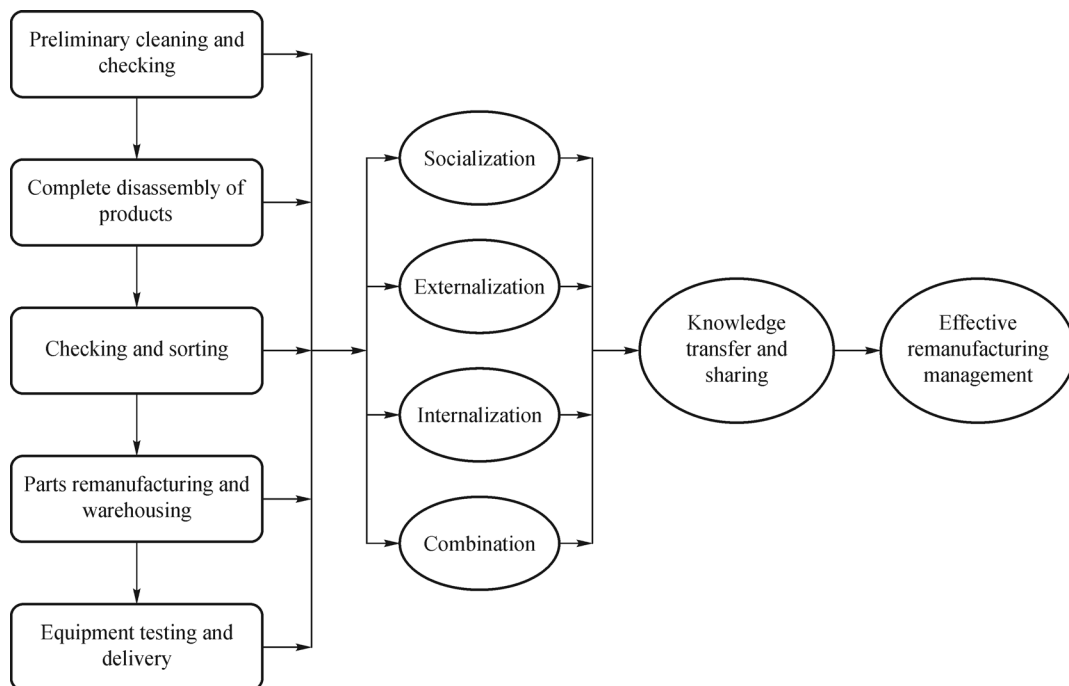 Preliminary cleaning and
checking
Complete disassembly of
products
Checking and sorting
Parts remanufacturing and
warehousing
Equipment testing and
delivery
Socialization
Externalization
Internalization
Combination
Knowledge
transfer and
sharing
Effective
remanufacturing
management